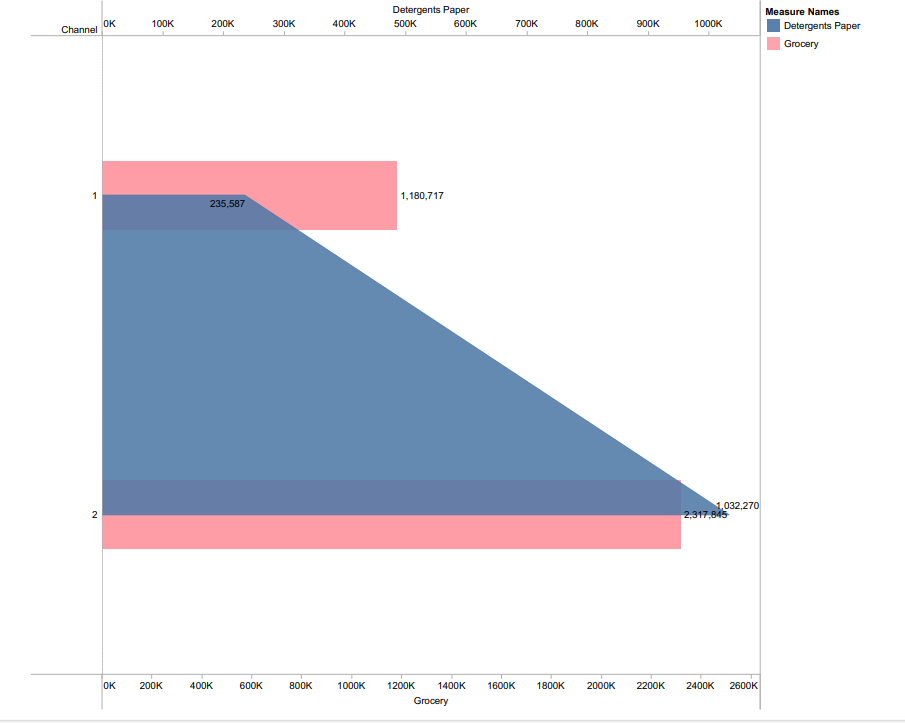 Detergents Paper
Channel 0K 100K 200K 300K 400K 500K 600K 700K 800K 900K 1000K
Measure Names
Detergents Paper
Grocery
1
1,180,717
235,587
2
1,032,270
2,317,845
0K 200K 400K 600K 800K 1000K 1200K 1400K 1600K 1800K 2000K 2200K 2400K 2600K
Grocery